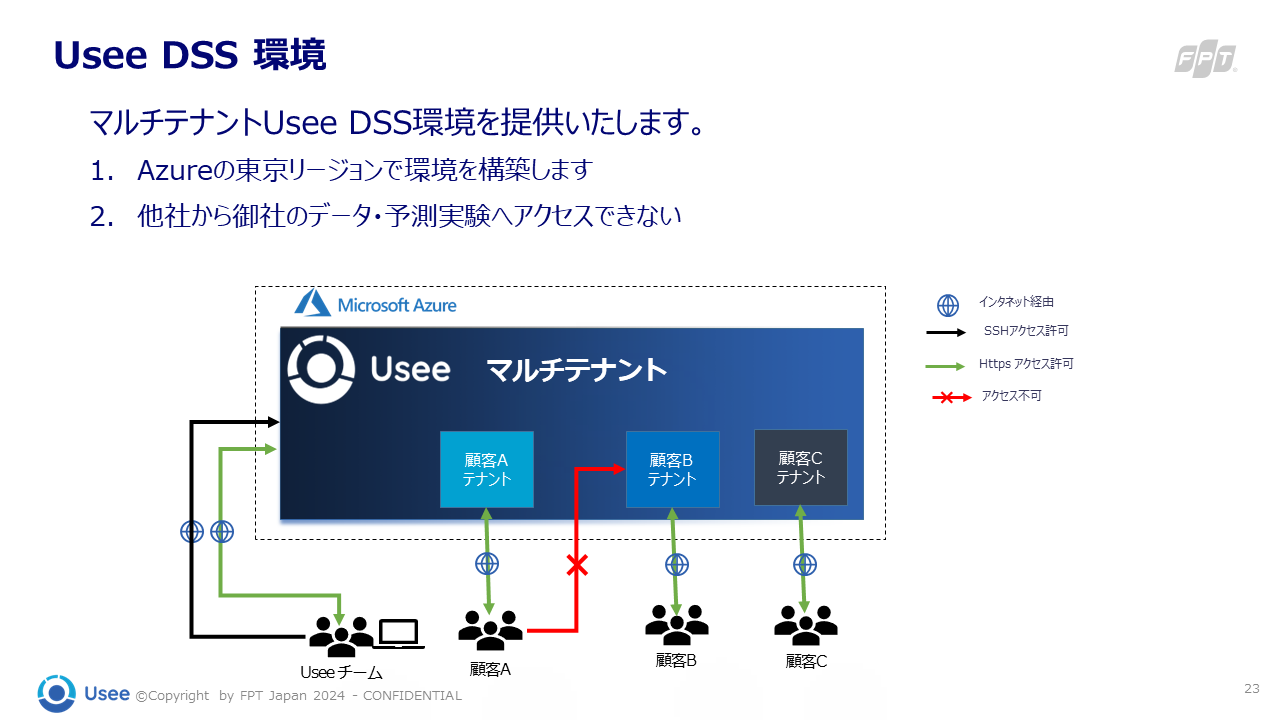 Usee DSS 環境
FPT
マルチテナントUsee DSS環境を提供いたします。
1. Azureの東京リージョンで環境を構築します
2. 他社から御社のデータ・予測実験へアクセスできない
Microsoft Azure
Usee マルチテナント
顧客A
テナント
顧客B
テナント
顧客C
テナント
インタネット経由
SSHアクセス許可
Https アクセス許可
アクセス不可
Usee チーム
顧客A
顧客B
顧客C
Usee ©Copyright by FPT Japan 2024 - CONFIDENTIAL
23